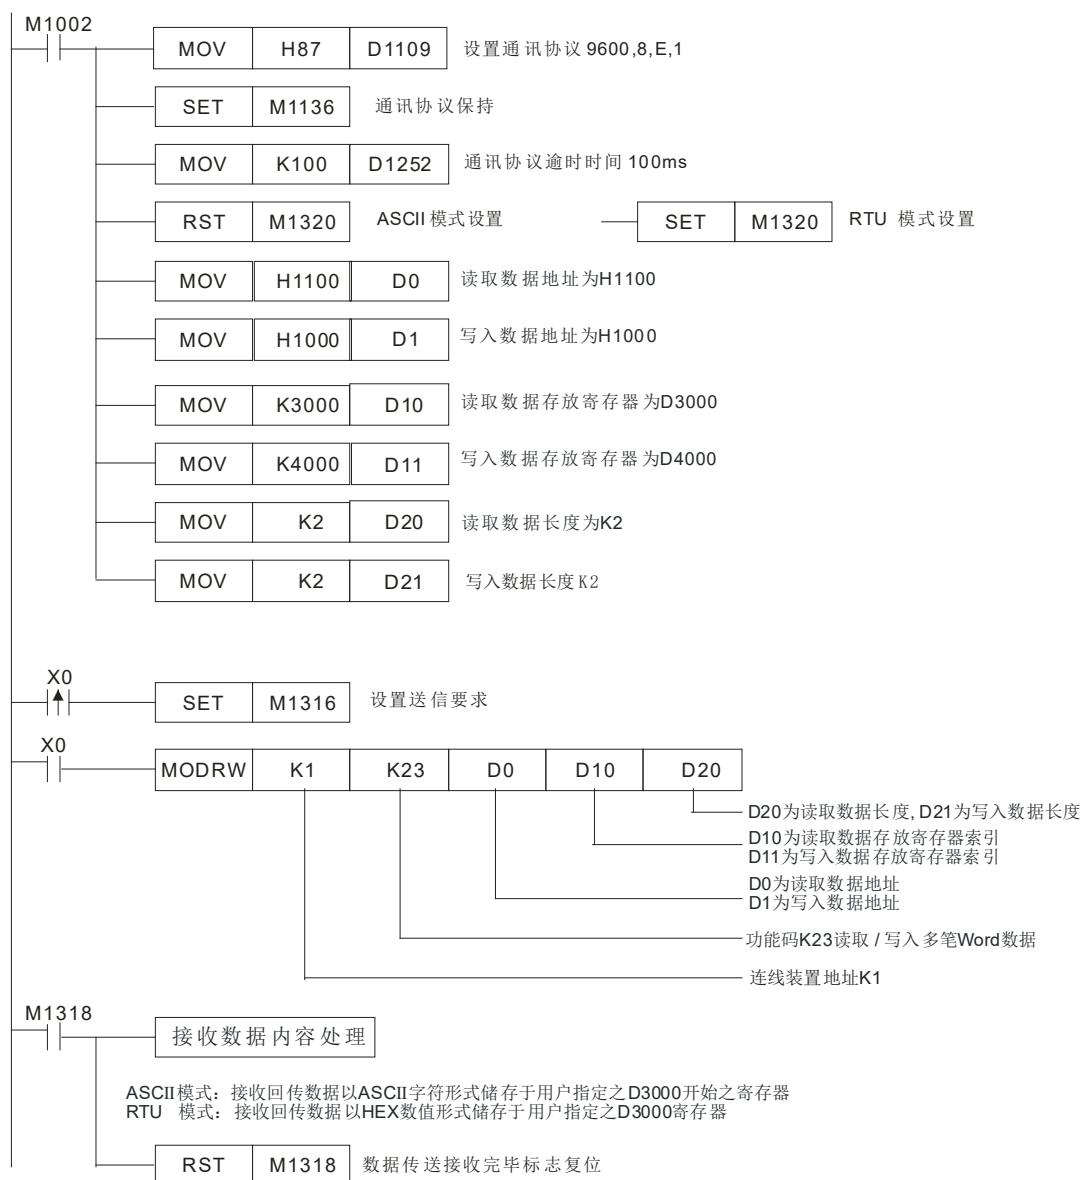 M1002
MOV H87 D1109 设置通讯协议 9600,8,E,1
SET M1136 通讯协议保持
MOV K100 D1252 通讯协议逾时时间 100ms
RST M1320 ASCII 模式设置 SET M1320 RTU 模式设置
MOV H1100 D0 读取数据地址为H1100
MOV H1000 D1 写入数据地址为H1000
MOV K3000 D10 读取数据存放寄存器为D3000
MOV K4000 D11 写入数据存放寄存器为D4000
MOV K2 D20 读取数据长度为K2
MOV K2 D21 写入数据长度 K2
X0
SET M1316 设置送信要求
X0
MODRW K1 K23 D0 D10 D20
D20为读取数据长度, D21为写入数据长度
D10为读取数据存放寄存器索引
D11为写入数据存放寄存器索引
D0为读取数据地址
D1为写入数据地址
功能码K23读取 / 写入多笔Word数据
连线装置地址K1
M1318
接收数据内容处理
ASCII模式：接收回传数据以ASCII字符形式储存于用户指定之D3000开始之寄存器
RTU 模式：接收回传数据以HEX数值形式储存于用户指定之D3000寄存器
RST M1318 数据传送接收完毕标志复位